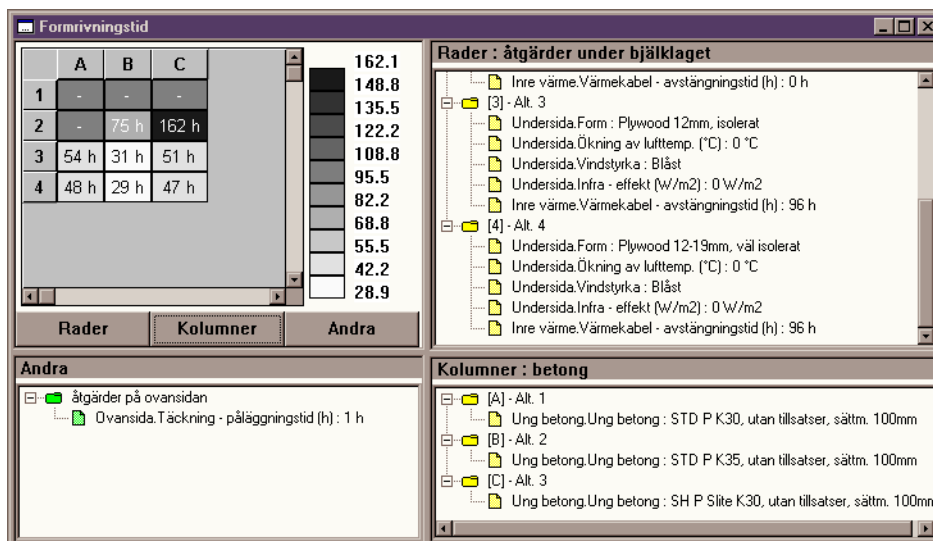 Formrivningstid
A B C
1 - - -
2 - 75 h 162 h
3 54 h 31 h 51 h
4 48 h 29 h 47 h
162.1
148.8
135.5
122.2
108.8
95.5
82.2
68.8
55.5
42.2
28.9
Rader Kolumner Andra
Rader : åtgärder under bjälklaget
Inre värme.Värmekabel - avstängningstid (h) : 0 h
[3] - Alt. 3
Undersida.Form : Plywood 12mm, isolerat
Undersida.Ökning av lufttemp. (°C) : 0 °C
Undersida.Vindstyrka : Blåst
Undersida.Infra - effekt (W/m2) : 0 W/m2
Inre värme.Värmekabel - avstängningstid (h) : 96 h
[4] - Alt. 4
Undersida.Form : Plywood 12-19mm, väl isolerat
Undersida.Ökning av lufttemp. (°C) : 0 °C
Undersida.Vindstyrka : Blåst
Undersida.Infra - effekt (W/m2) : 0 W/m2
Inre värme.Värmekabel - avstängningstid (h) : 96 h
Andra
åtgärder på ovansidan
Ovansida.Täckning - påläggningstid (h) : 1 h
Kolumner : betong
[A] - Alt. 1
Ung betong.Ung betong : STD P K30, utan tillsatser, sättm. 100mm
[B] - Alt. 2
Ung betong.Ung betong : STD P K35, utan tillsatser, sättm. 100mm
[C] - Alt. 3
Ung betong.Ung betong : SH P Slite K30, utan tillsatser, sättm. 100mm